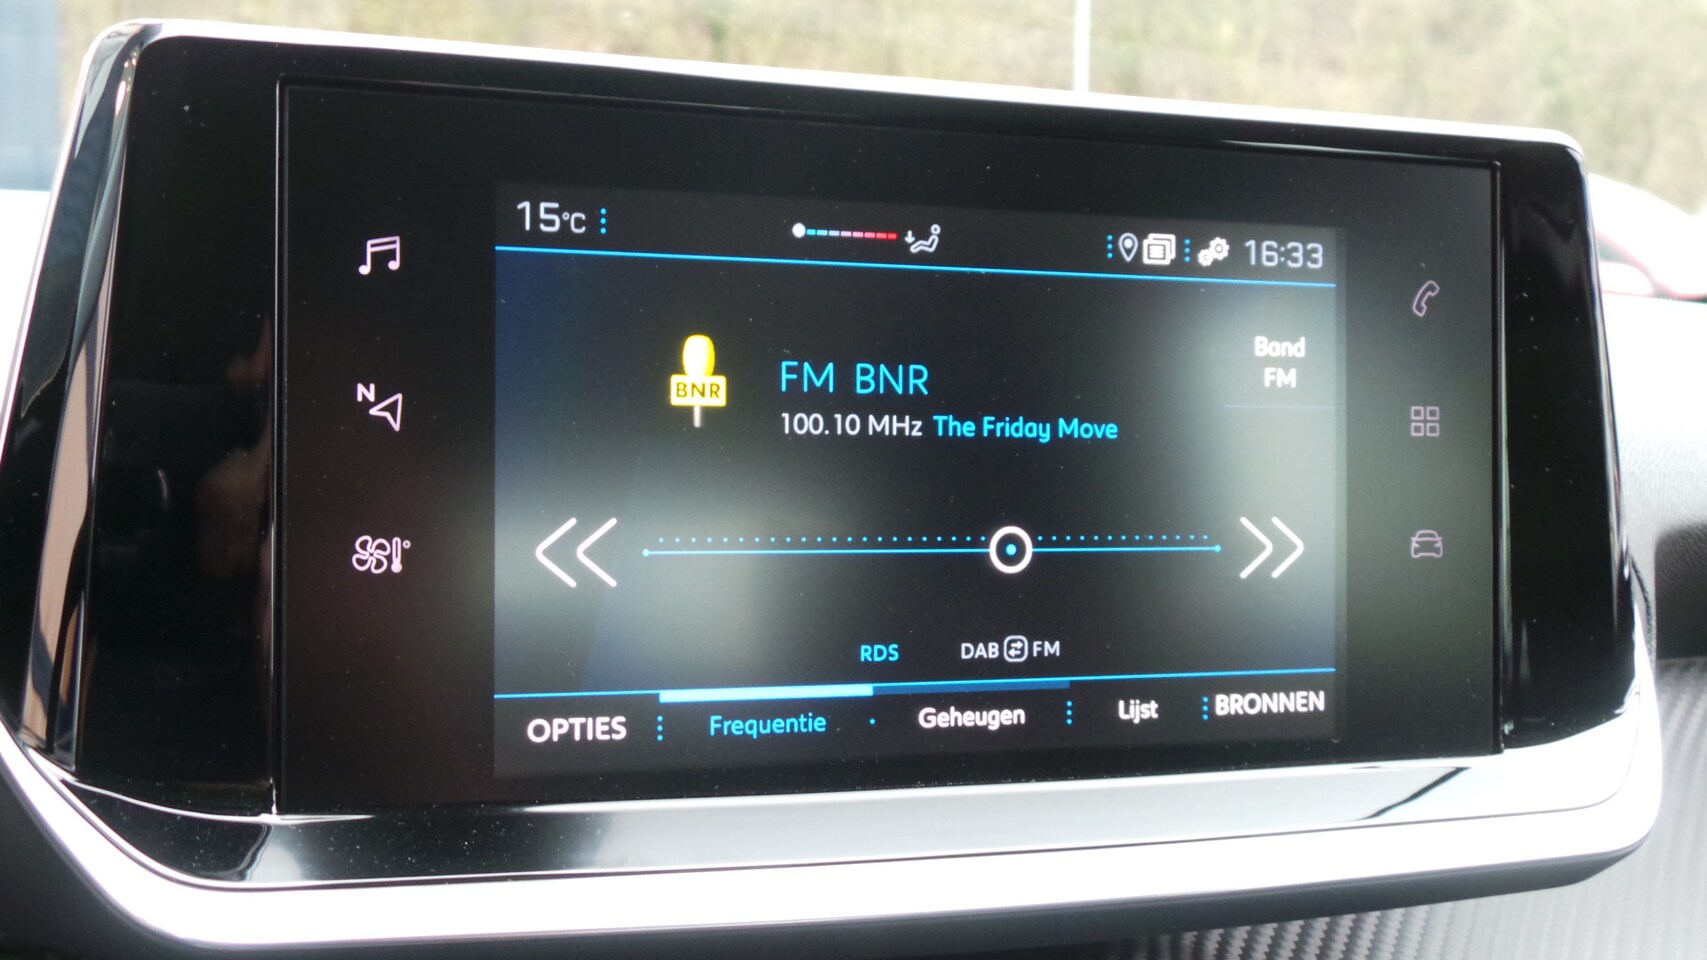 15°C
16:33
N
Band
FM
BNR
FM BNR
100.10 MHz The Friday Move
RDS
DAB FM
OPTIES Frequentie Geheugen Lijst BRONNEN